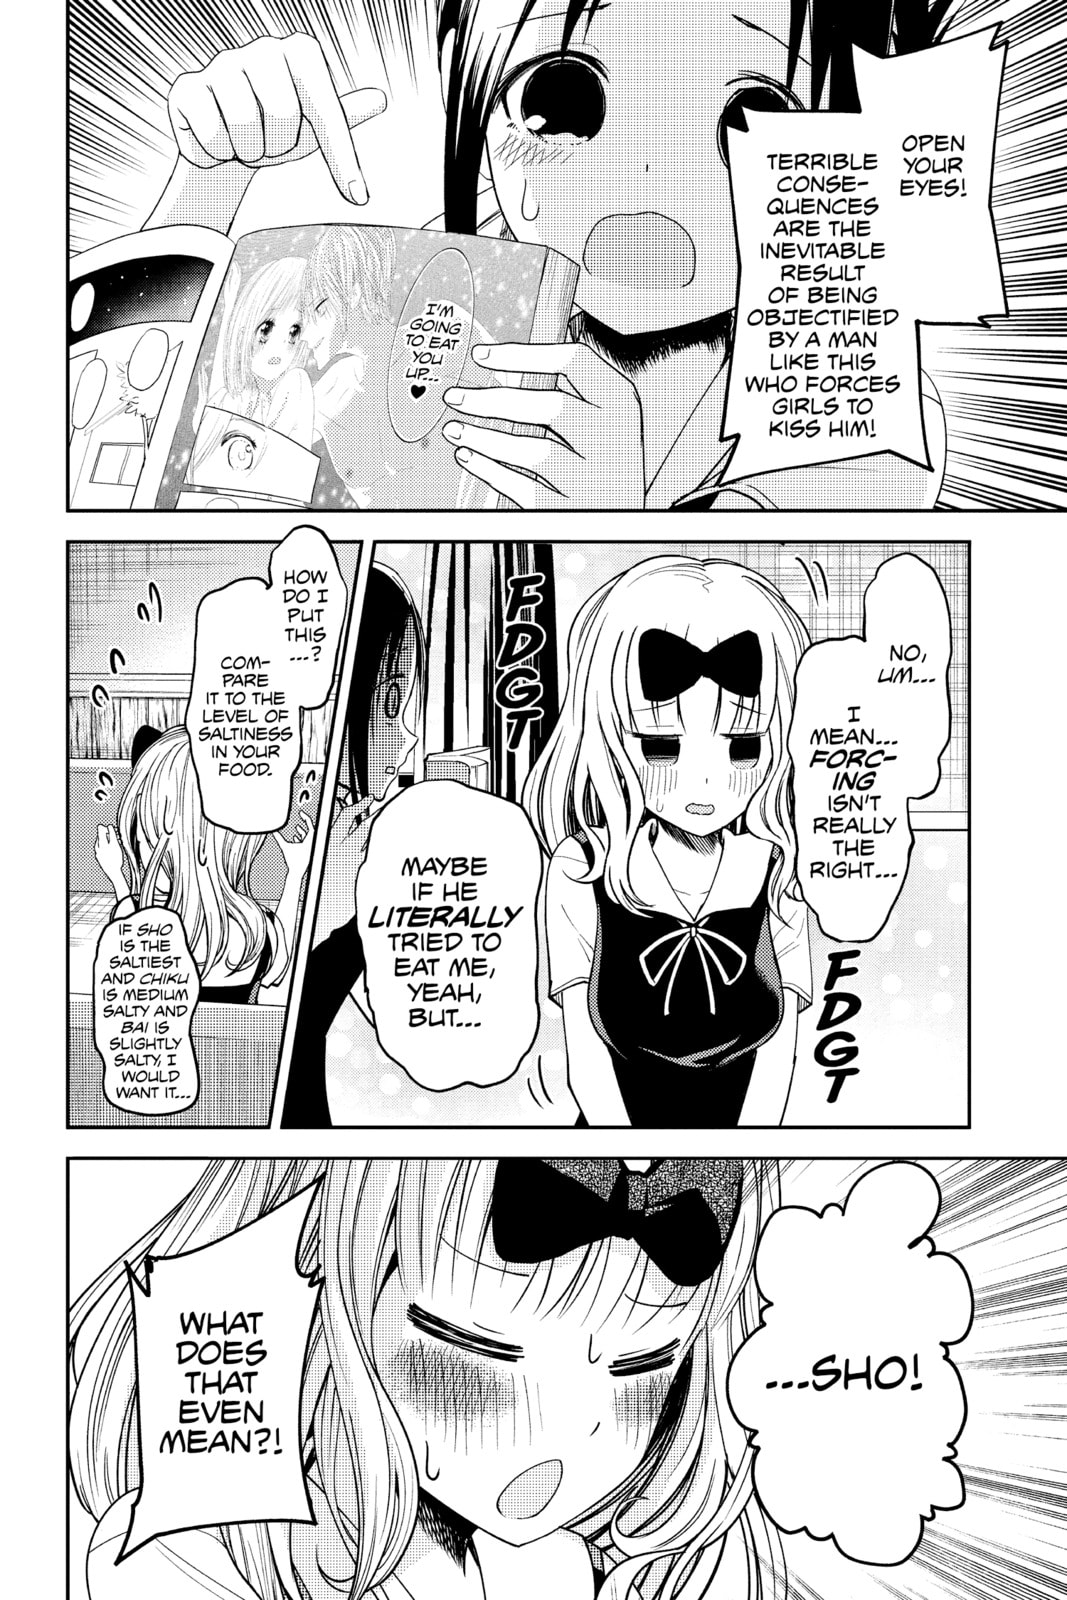 OPEN
YOUR
EYES!
TERRIBLE
CONSE-
QUENCES
ARE THE
INEVITABLE
RESULT
OF BEING
OBJECTIFIED
BY A MAN
LIKE THIS
WHO FORCES
GIRLS TO
KISS HIM!
I'M
GOING
TO EAT
YOU
UP...
♥
NO,
UM...
I
MEAN...
FORC-
ING
ISN'T
REALLY
THE
RIGHT...
FDGT
FDGT
MAYBE
IF HE
LITERALLY
TRIED TO
EAT ME,
YEAH,
BUT...
HOW
DO I
PUT
THIS
...?
COM-
PARE
IT TO THE
LEVEL OF
SALTINESS
IN YOUR
FOOD.
IF SHO
IS THE
SALTIEST
AND CHIKU
IS MEDIUM
SALTY AND
BAI IS
SLIGHTLY
SALTY, I
WOULD
WANT IT...
...SHO!
WHAT
DOES
THAT
EVEN
MEAN?!